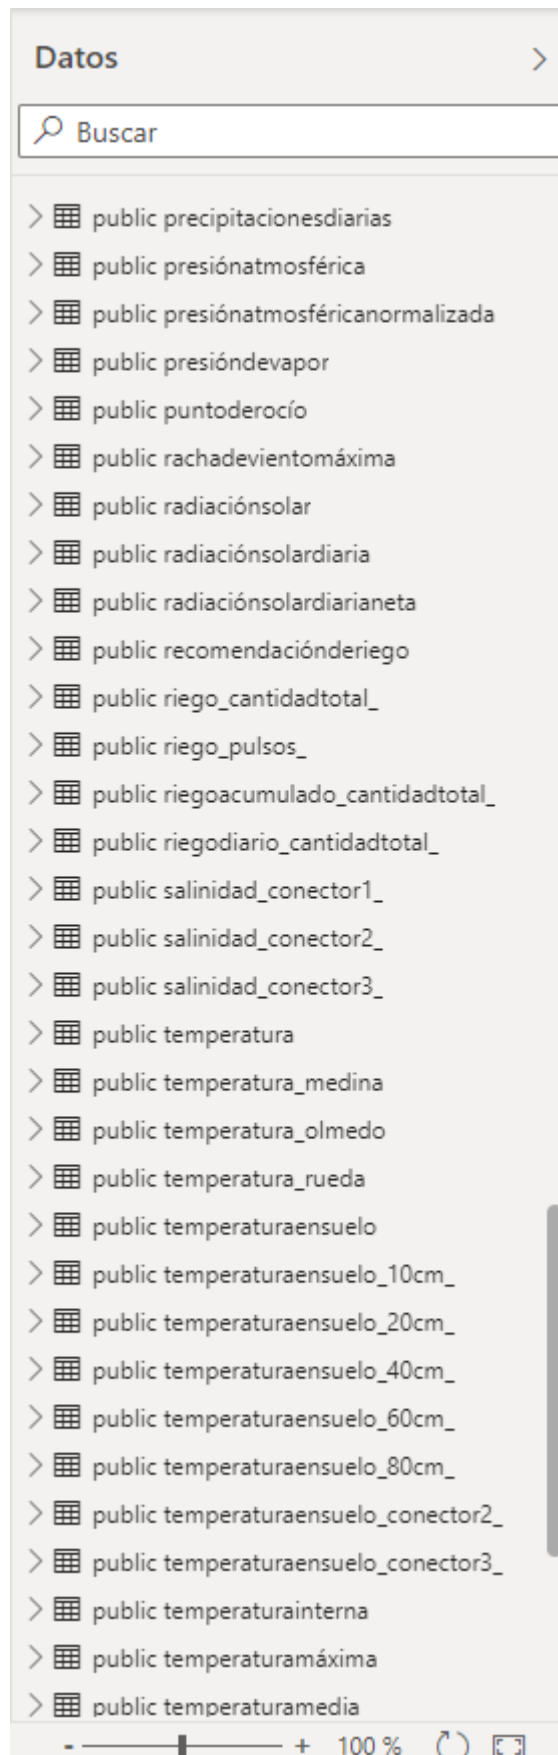 Datos
Buscar
public precipitacionesdiarias
public presiónatmosférica
public presiónatmosféricanormalizada
public presióndevapor
public puntoderocío
public rachadevientomáxima
public radiaciónsolar
public radiaciónsolardiaria
public radiaciónsolardiarianeta
public recomendaciónderiego
public riego_cantidadtotal_
public riego_pulsos_
public riegoacumulado_cantidadtotal_
public riegodiario_cantidadtotal_
public salinidad_conector1_
public salinidad_conector2_
public salinidad_conector3_
public temperatura
public temperatura_medina
public temperatura_olmedo
public temperatura_rueda
public temperaturaensuelo
public temperaturaensuelo_10cm_
public temperaturaensuelo_20cm_
public temperaturaensuelo_40cm_
public temperaturaensuelo_60cm_
public temperaturaensuelo_80cm_
public temperaturaensuelo_conector2_
public temperaturaensuelo_conector3_
public temperaturainterna
public temperaturamáxima
public temperaturamedia
- + 100 %